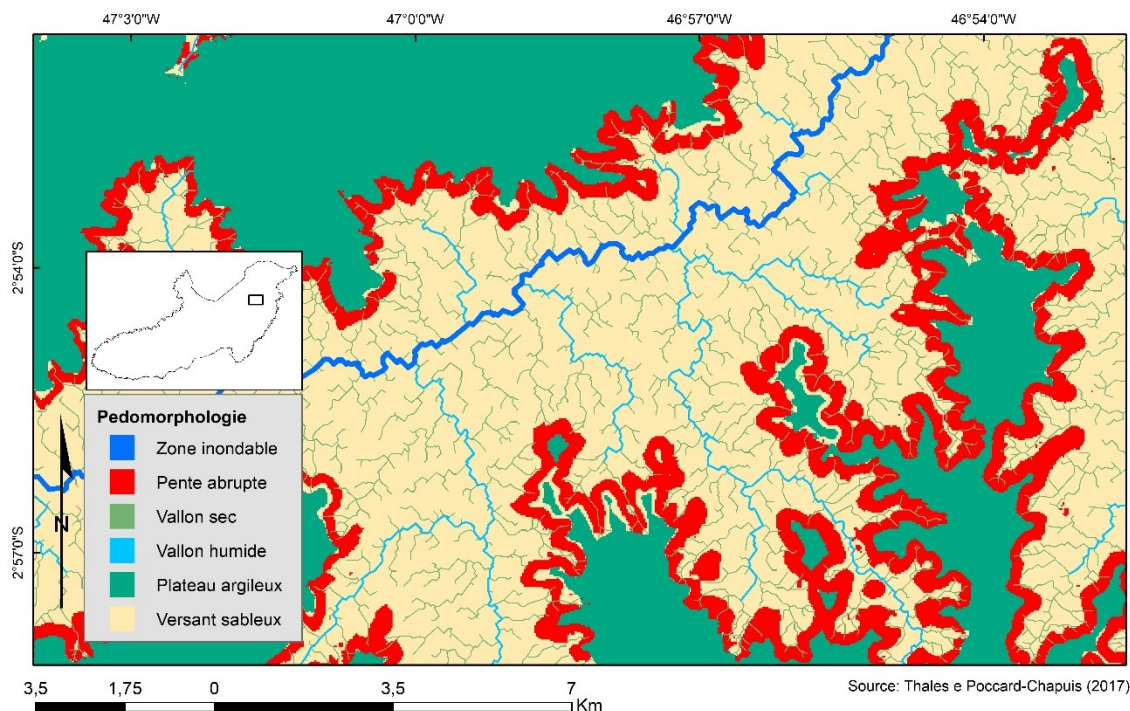 47°30"W 47°0'0"W 46°57'0"W 46°54'0"W
2°54'0"S
2°57'0"S
Pedomorphologie
Zone inondable
Pente abrupte
Vallon sec
Vallon humide
Plateau argileux
Versant sableux
N
3,5 1,75 0 3,5 7
Km
Source: Thales e Poccard-Chapuis (2017)